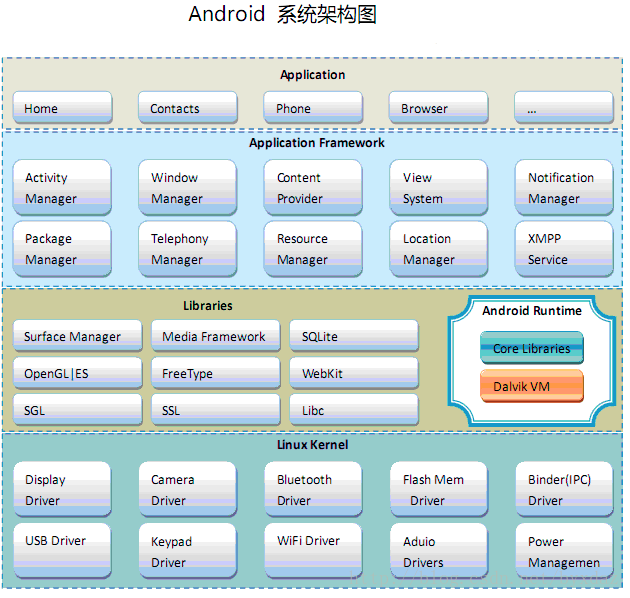 Android 系统架构图
Application
Home
Contacts
Phone
Browser
...
Application Framework
Activity
Manager
Window
Manager
Content
Provider
View
System
Notification
Manager
Package
Manager
Telephony
Manager
Resource
Manager
Location
Manager
XMPP
Service
Libraries
Surface Manager
Media Framework
SQLite
OpenGL|ES
FreeType
WebKit
SGL
SSL
Libc
Android Runtime
Core Libraries
Dalvik VM
Linux Kernel
Display
Driver
Camera
Driver
Bluetooth
Driver
Flash Mem
Driver
Binder(IPC)
Driver
USB Driver
Keypad
Driver
WiFi Driver
Aduio
Drivers
Power
Managemen